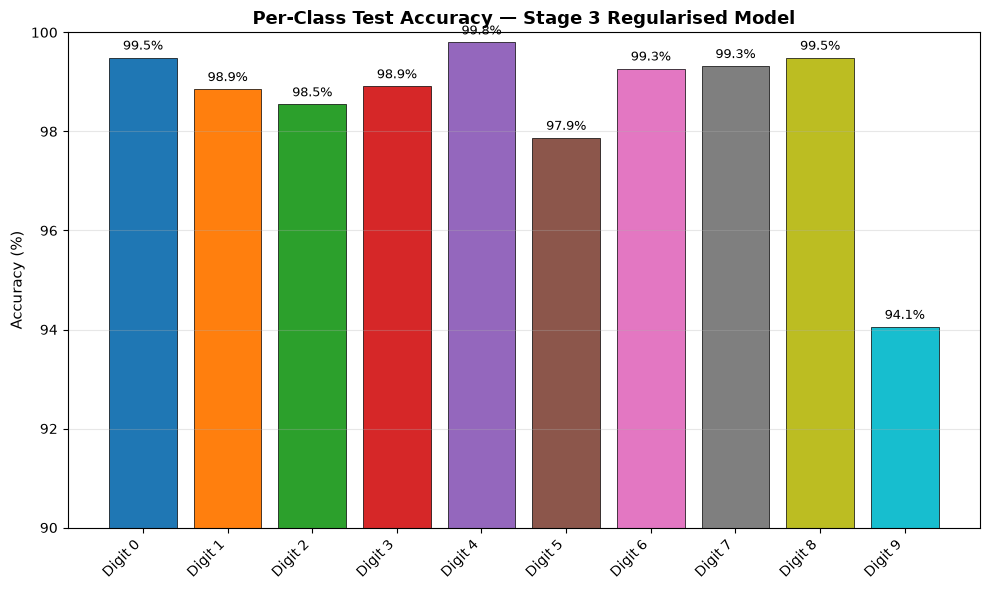 Per-Class Test Accuracy — Stage 3 Regularised Model
Accuracy (%)
100
98
96
94
92
90
99.5%
98.9%
98.5%
98.9%
99.8%
97.9%
99.3%
99.3%
99.5%
94.1%
Digit 0
Digit 1
Digit 2
Digit 3
Digit 4
Digit 5
Digit 6
Digit 7
Digit 8
Digit 9